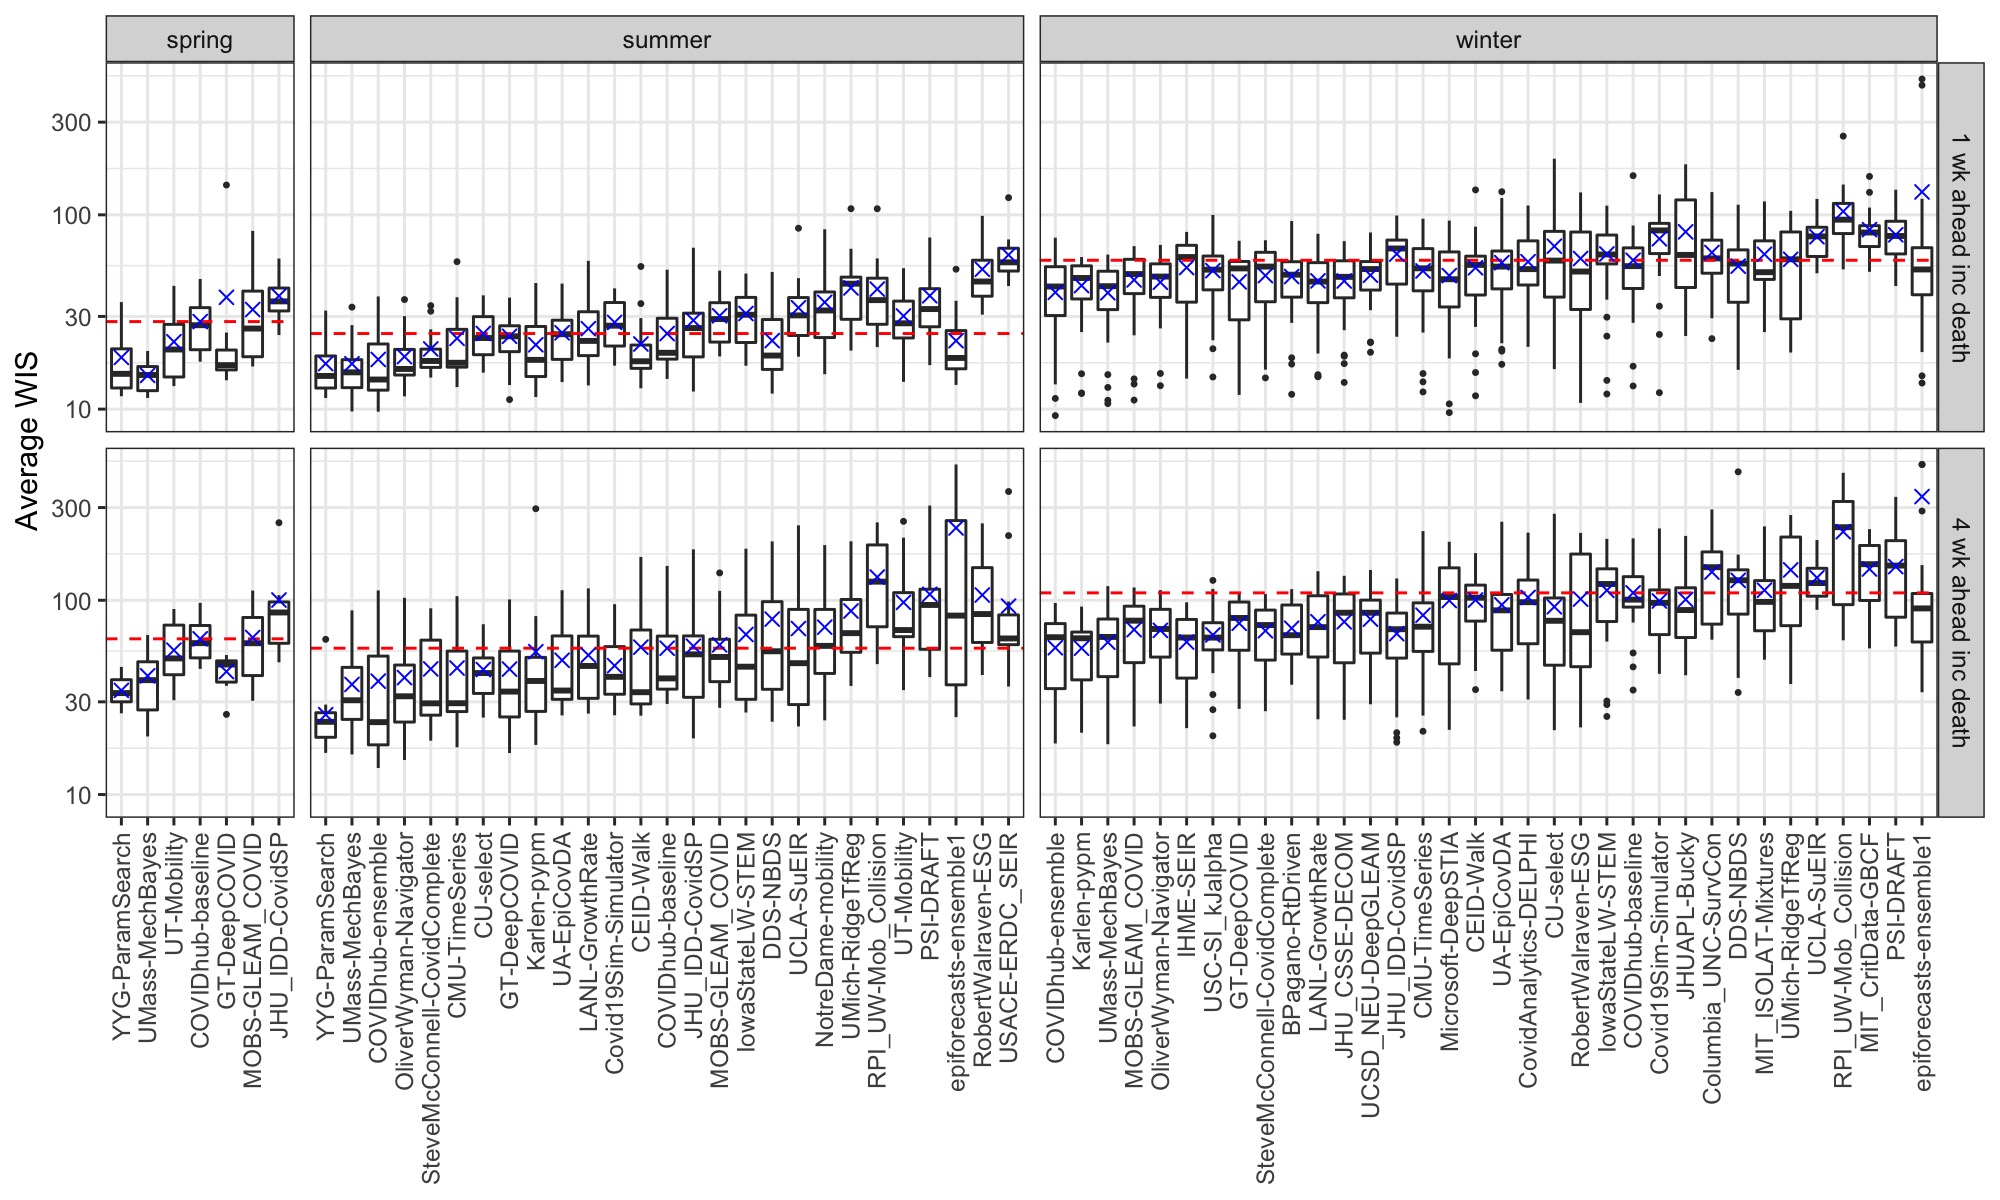 spring
summer
winter
Average WIS
300
100
30
10
1 wk ahead inc death
300
100
30
10
4 wk ahead inc death
YYG-ParamSearch
UMass-MechBayes
UT-Mobility
COVIDhub-baseline
GT-DeepCOVID
MOBS-GLEAM_COVID
JHU_IDD-CovidSP
YYG-ParamSearch
UMass-MechBayes
COVIDhub-ensemble
OliverWyman-Navigator
SteveMcConnell-CovidComplete
CMU-TimeSeries
CU-select
GT-DeepCOVID
Karlen-pypm
UA-EpiCovDA
LANL-GrowthRate
Covid19Sim-Simulator
CEID-Walk
COVIDhub-baseline
JHU_IDD-CovidSP
MOBS-GLEAM_COVID
IowaStateLW-STEM
DDS-NBDS
UCLA-SuEIR
NotreDame-mobility
UMich-RidgeTfReg
RPI_UW-Mob_Collision
UT-Mobility
PSI-DRAFT
epiforecasts-ensemble1
RobertWalraven-ESG
USACE-ERDC_SEIR
COVIDhub-ensemble
Karlen-pypm
UMass-MechBayes
MOBS-GLEAM_COVID
OliverWyman-Navigator
IHME-SEIR
USC-SI_kJalpha
GT-DeepCOVID
SteveMcConnell-CovidComplete
BPagano-RtDriven
LANL-GrowthRate
JHU_CSSE-DECOM
UCSD_NEU-DeepGLEAM
JHU_IDD-CovidSP
CMU-TimeSeries
Microsoft-DeepSTIA
CEID-Walk
UA-EpiCovDA
CovidAnalytics-DELPHI
CU-select
RobertWalraven-ESG
IowaStateLW-STEM
COVIDhub-baseline
Covid19Sim-Simulator
JHUAPL-Bucky
Columbia_UNC-SurvCon
DDS-NBDS
MIT_ISOLAT-Mixtures
UMich-RidgeTfReg
UCLA-SuEIR
RPI_UW-Mob_Collision
MIT_CritData-GBCF
PSI-DRAFT
epiforecasts-ensemble1